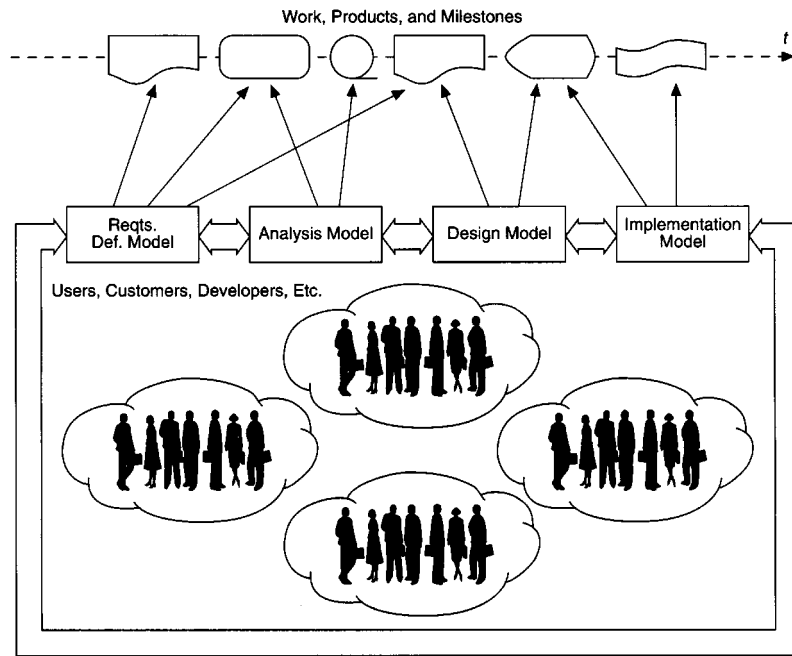 Work, Products, and Milestones
t
Reqts.
Def. Model
Analysis Model
Design Model
Implementation
Model
Users, Customers, Developers, Etc.